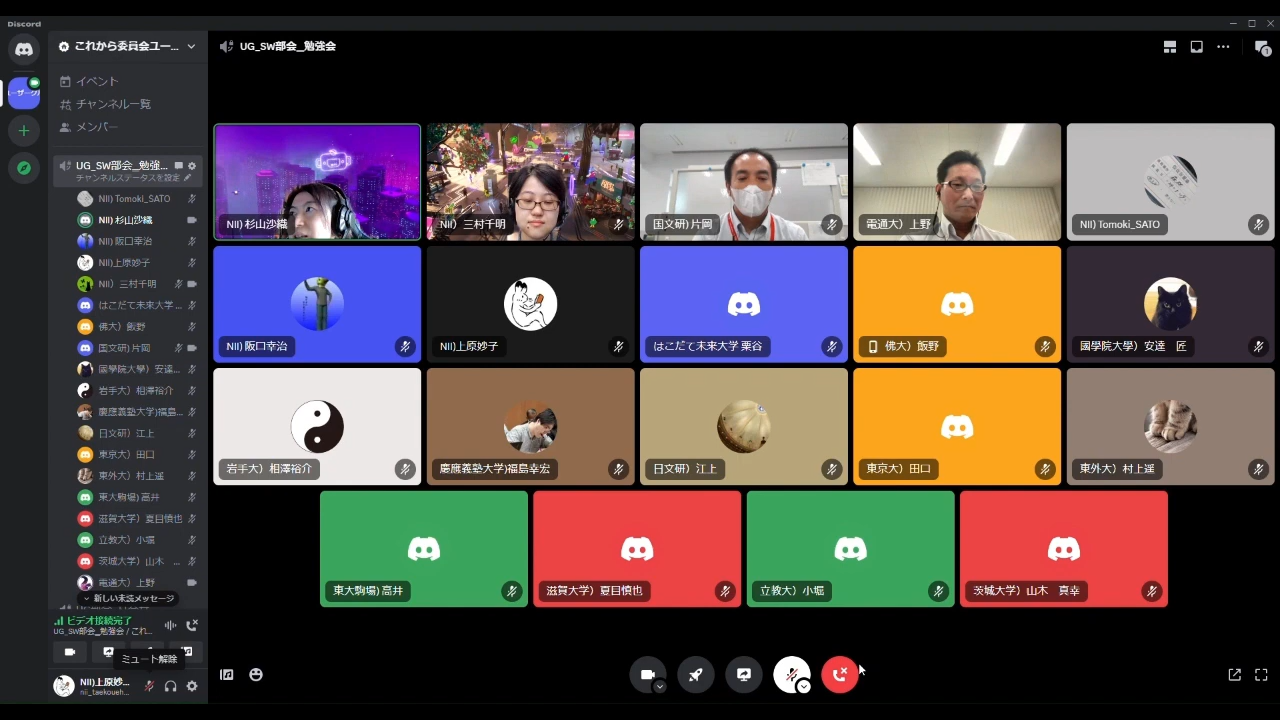 Discord
これから委員会ユー...
UG_SW部会_勉強会
1
イベント
チャンネル一覧
メンバー
UG_SW部会_勉強...
チャンネルステータスを設定
NII) Tomoki_SATO
NII) 杉山沙織
NII) 阪口幸治
NII)上原妙子
NII）三村千明
はこだて未来大学 ...
佛大）飯野
国文研) 片岡
國學院大學）安達...
岩手大）相澤裕介
慶應義塾大学)福島...
日文研）江上
東京大）田口
東外大）村上遥
東大駒場) 高井
滋賀大学）夏目慎也
立教大）小堀
茨城大学）山木 ...
電通大）上野
新しい未読メッセージ
ビデオ接続完了
UG_SW部会_勉強会 / これ...
ミュート解除
NII)上原妙...
nii_taekoueh...
NII) 杉山沙織
NII）三村千明
国文研) 片岡
電通大）上野
NII) Tomoki_SATO
NII) 阪口幸治
NII)上原妙子
はこだて未来大学 栗谷
佛大）飯野
國學院大學）安達　匠
岩手大）相澤裕介
慶應義塾大学)福島幸宏
日文研）江上
東京大）田口
東外大）村上遥
東大駒場) 高井
滋賀大学）夏目慎也
立教大）小堀
茨城大学）山木　真幸